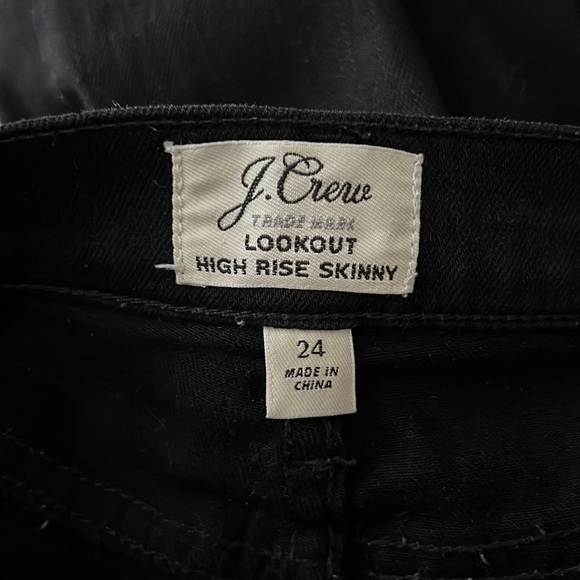 J.Crew
TRADE MARK
LOOKOUT
HIGH RISE SKINNY
24
MADE IN
CHINA